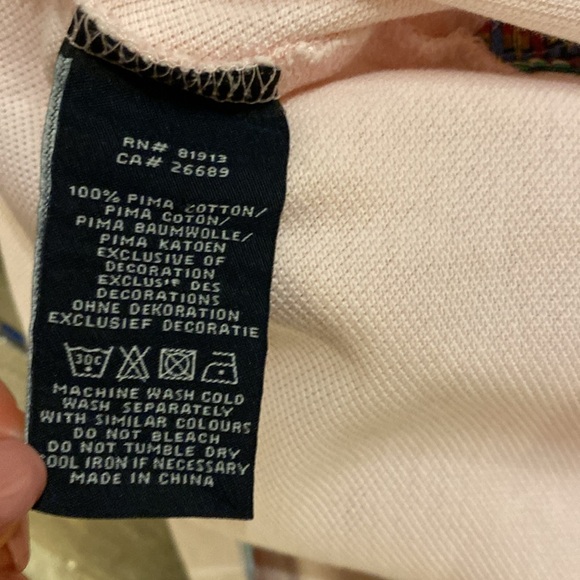 RN# 81913
CA# 26689
100% PIMA COTTON/
PIMA COTON/
PIMA BAUMWOLLE/
PIMA KATOEN
EXCLUSIVE OF
DECORATION
EXCLUSIF DES
DECORATIONS
OHNE DEKORATION
EXCLUSIEF DECORATIE
30C
MACHINE WASH COLD
WASH SEPARATELY
WITH SIMILAR COLOURS
DO NOT BLEACH
DO NOT TUMBLE DRY
COOL IRON IF NECESSARY
MADE IN CHINA